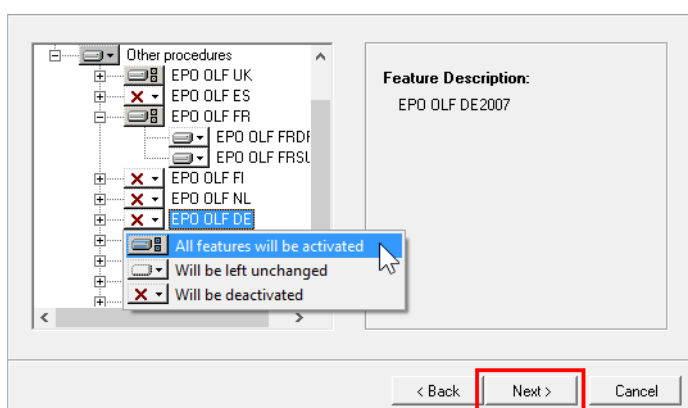 Other procedures
EPO OLF UK
EPO OLF ES
EPO OLF FR
EPO OLF FRDF
EPO OLF FRSU
EPO OLF FI
EPO OLF NL
EPO OLF DE
All features will be activated
Will be left unchanged
Will be deactivated
Feature Description:
EPO OLF DE2007
< Back
Next >
Cancel